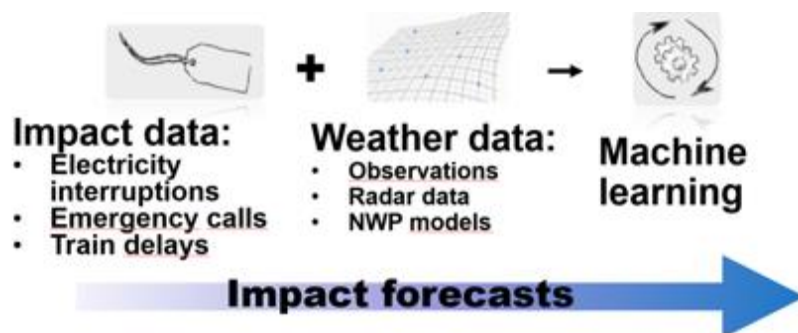 +
Impact data:
• Electricity
interruptions
• Emergency calls
• Train delays
Weather data:
• Observations
• Radar data
• NWP models
Machine
learning
Impact forecasts